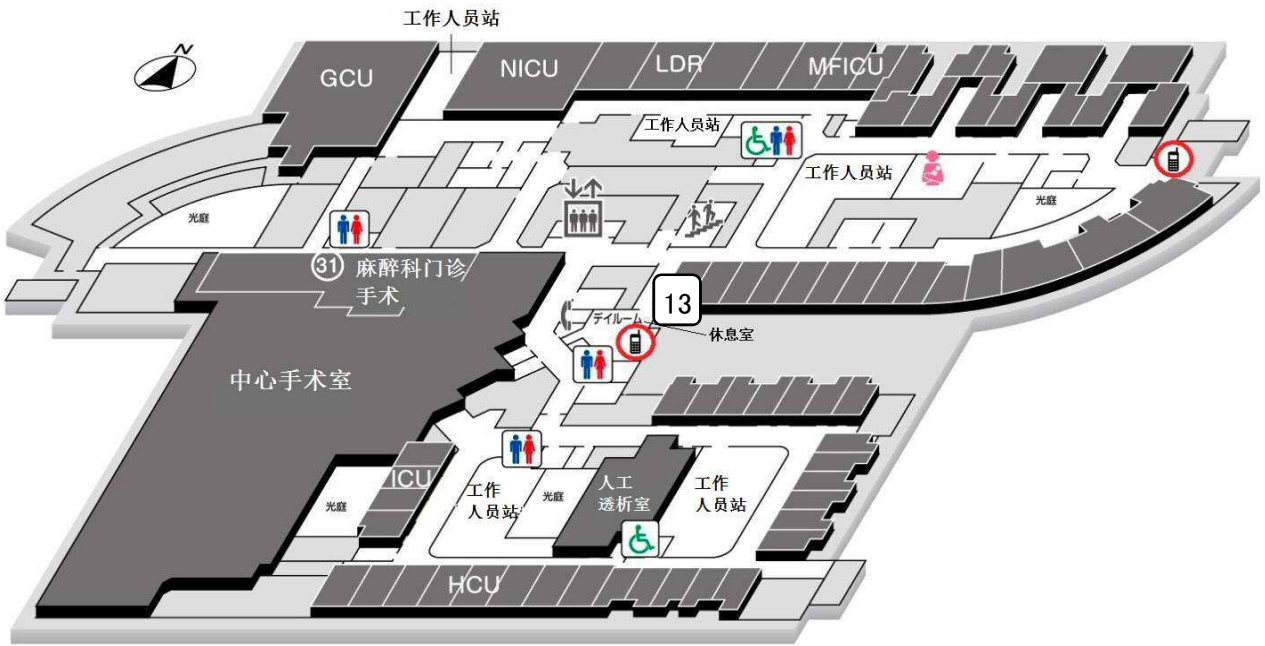 工作人员站
N
GCU
NICU
LDR
MFICU
工作人员站
工作人员站
光庭
光庭
31
麻醉科门诊
手术
13
デイルーム
休息室
中心手术室
ICU
光庭
工作
人员站
光庭
人工
透析室
工作
人员站
HCU